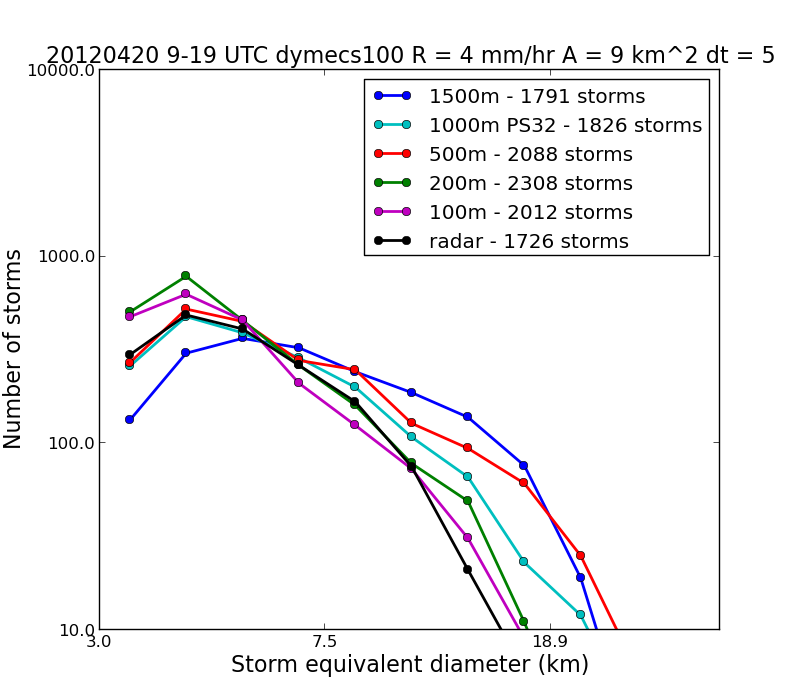 20120420 9-19 UTC dymecs100 R = 4 mm/hr A = 9 km^2 dt = 5
10000.0
1500m - 1791 storms
1000m PS32 - 1826 storms
500m - 2088 storms
200m - 2308 storms
100m - 2012 storms
radar - 1726 storms
1000.0
Number of storms
100.0
10.0
3.0
7.5
18.9
Storm equivalent diameter (km)